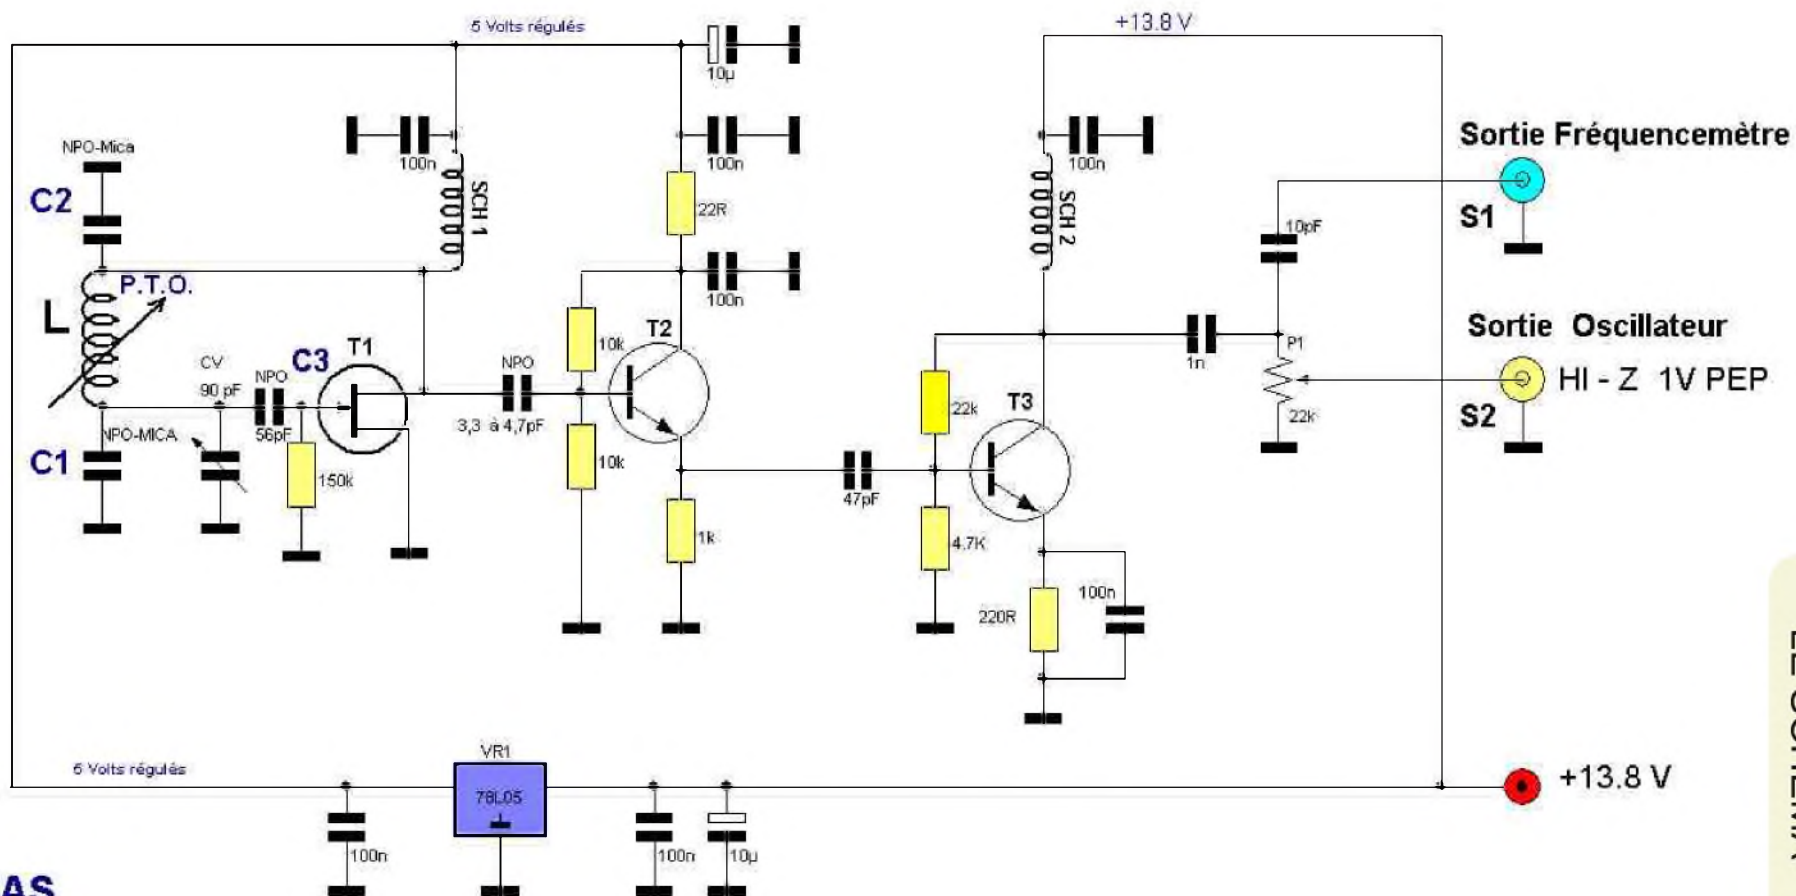 5 Volts régulés
+13.8 V
10µ
NPO-Mica
C2
100n
SCH 1
100n
22R
100n
SCH 2
Sortie Fréquencemètre
10pF
S1
L
P.T.O.
100n
T2
10k
Sortie Oscillateur
HI - Z 1V PEP
S2
P1
22k
1n
CV
90 pF
NPO
C3
T1
NPO
56pF
3,3 à 4,7pF
22k
T3
NPO-MICA
C1
150k
10k
47pF
1k
4.7K
220R
100n
5 Volts régulés
VR1
78L05
+13.8 V
100n
100n
10µ
AS